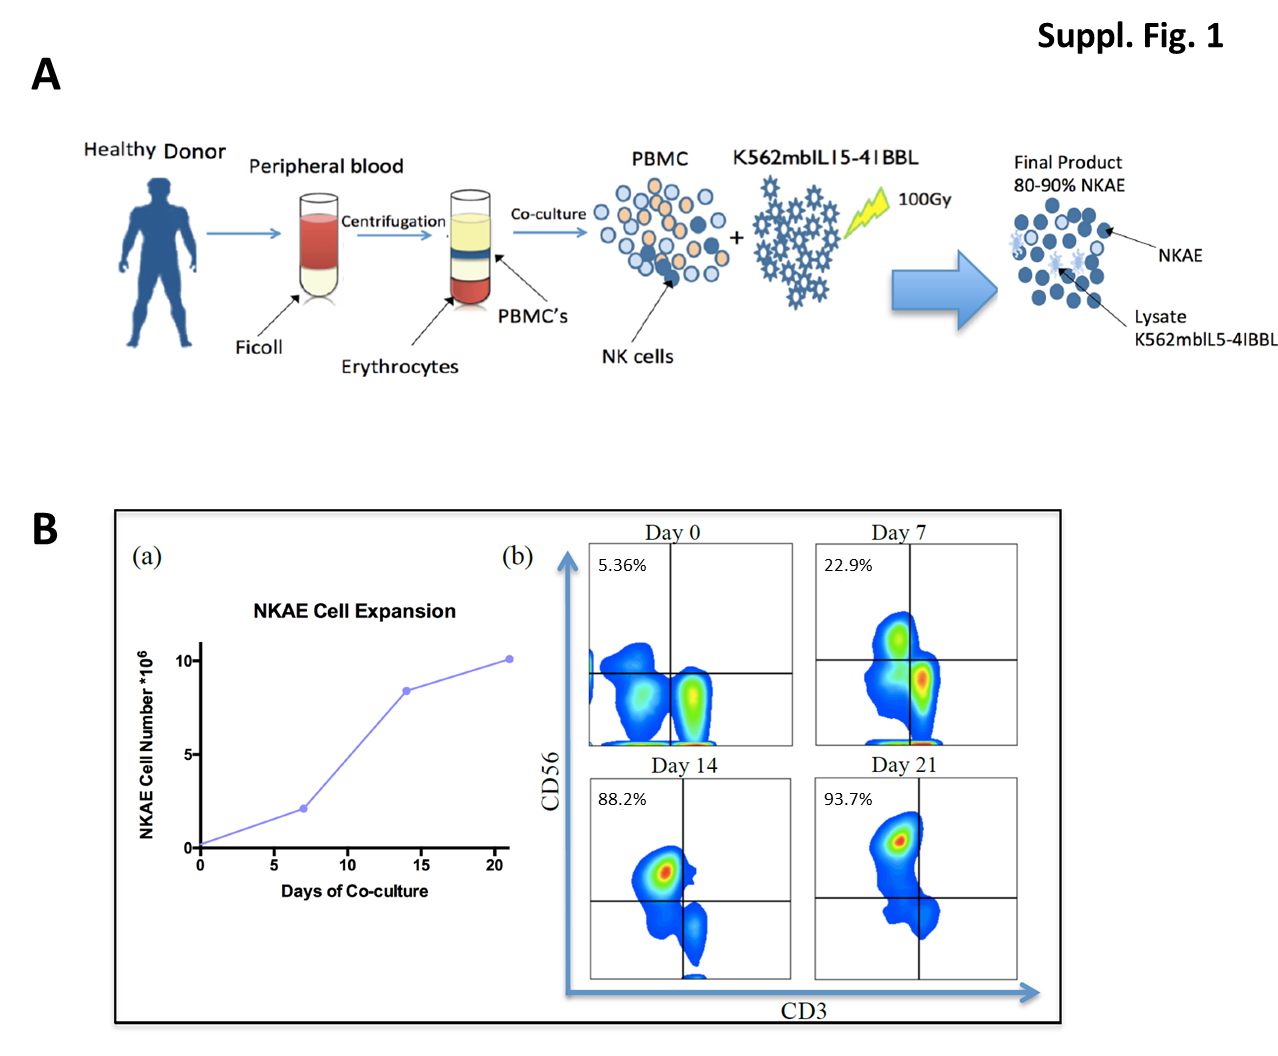 Suppl. Fig. 1
A
Healthy Donor
Peripheral blood
Centrifugation
Co-culture
PBMC
K562mbIL15-41BBL
100Gy
+
Final Product
80-90% NKAE
NKAE
Lysate
K562mbIL5-4IBBL
Ficoll
Erythrocytes
PBMC's
NK cells
B
(a)
NKAE Cell Expansion
NKAE Cell Number *10⁶
10
5
0
0 5 10 15 20
Days of Co-culture
(b)
Day 0
5.36%
Day 7
22.9%
Day 14
88.2%
Day 21
93.7%
CD56
CD3